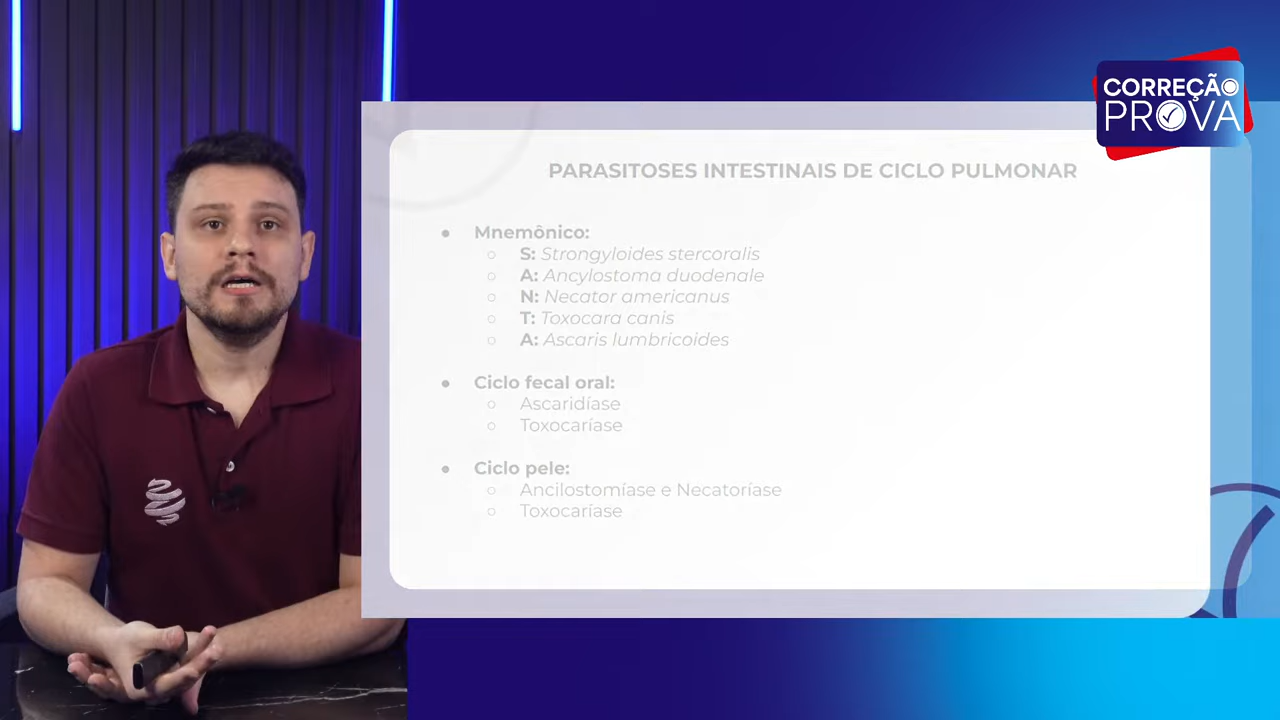 CORREÇÃO
PROVA
PARASITOSES INTESTINAIS DE CICLO PULMONAR
● Mnemônico:
○ S: Strongyloides stercoralis
○ A: Ancylostoma duodenale
○ N: Necator americanus
○ T: Toxocara canis
○ A: Ascaris lumbricoides
● Ciclo fecal oral:
○ Ascaridíase
○ Toxocaríase
● Ciclo pele:
○ Ancilostomíase e Necatoríase
○ Toxocaríase